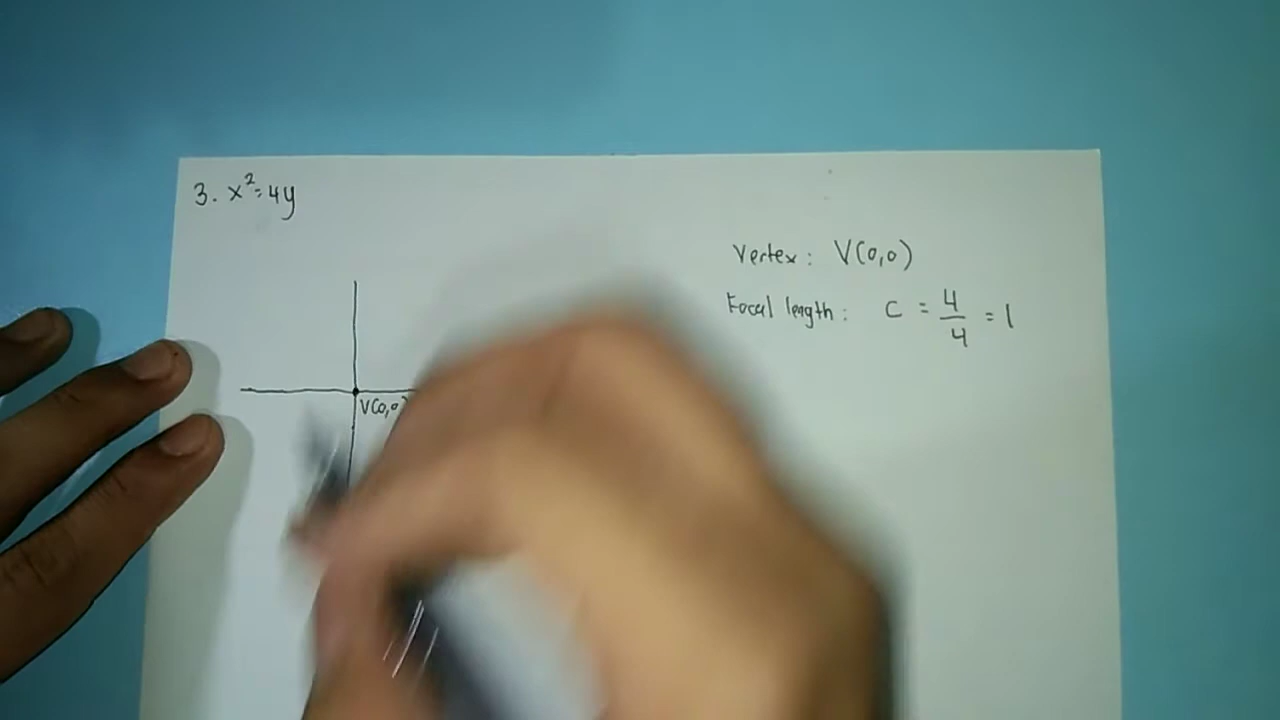 3. x²=4y
Vertex: V(0,0)
Focal length: c = 4/4 = 1
V(0,0)